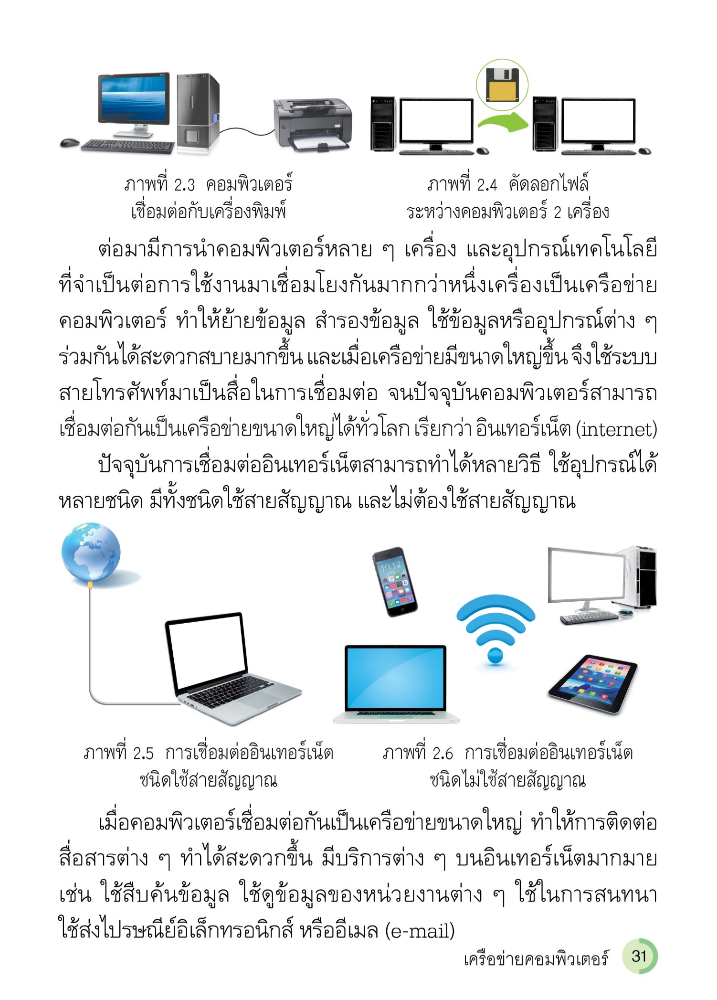 ภาพที่ 2.3 คอมพิวเตอร์
เชื่อมต่อกับเครื่องพิมพ์
ภาพที่ 2.4 คัดลอกไฟล์
ระหว่างคอมพิวเตอร์ 2 เครื่อง
ต่อมามีการนำคอมพิวเตอร์หลาย ๆ เครื่อง และอุปกรณ์เทคโนโลยี
ที่จำเป็นต่อการใช้งานมาเชื่อมโยงกันมากกว่าหนึ่งเครื่องเป็นเครือข่าย
คอมพิวเตอร์ ทำให้ย้ายข้อมูล สำรองข้อมูล ใช้ข้อมูลหรืออุปกรณ์ต่าง ๆ
ร่วมกันได้สะดวกสบายมากขึ้น และเมื่อเครือข่ายมีขนาดใหญ่ขึ้น จึงใช้ระบบ
สายโทรศัพท์มาเป็นสื่อในการเชื่อมต่อ จนปัจจุบันคอมพิวเตอร์สามารถ
เชื่อมต่อกันเป็นเครือข่ายขนาดใหญ่ได้ทั่วโลก เรียกว่า อินเทอร์เน็ต (internet)
ปัจจุบันการเชื่อมต่ออินเทอร์เน็ตสามารถทำได้หลายวิธี ใช้อุปกรณ์ได้
หลายชนิด มีทั้งชนิดใช้สายสัญญาณ และไม่ต้องใช้สายสัญญาณ
10:12
ภาพที่ 2.5 การเชื่อมต่ออินเทอร์เน็ต
ชนิดใช้สายสัญญาณ
ภาพที่ 2.6 การเชื่อมต่ออินเทอร์เน็ต
ชนิดไม่ใช้สายสัญญาณ
เมื่อคอมพิวเตอร์เชื่อมต่อกันเป็นเครือข่ายขนาดใหญ่ ทำให้การติดต่อ
สื่อสารต่าง ๆ ทำได้สะดวกขึ้น มีบริการต่าง ๆ บนอินเทอร์เน็ตมากมาย
เช่น ใช้สืบค้นข้อมูล ใช้ดูข้อมูลของหน่วยงานต่าง ๆ ใช้ในการสนทนา
ใช้ส่งไปรษณีย์อิเล็กทรอนิกส์ หรืออีเมล (e-mail)
เครือข่ายคอมพิวเตอร์ 31